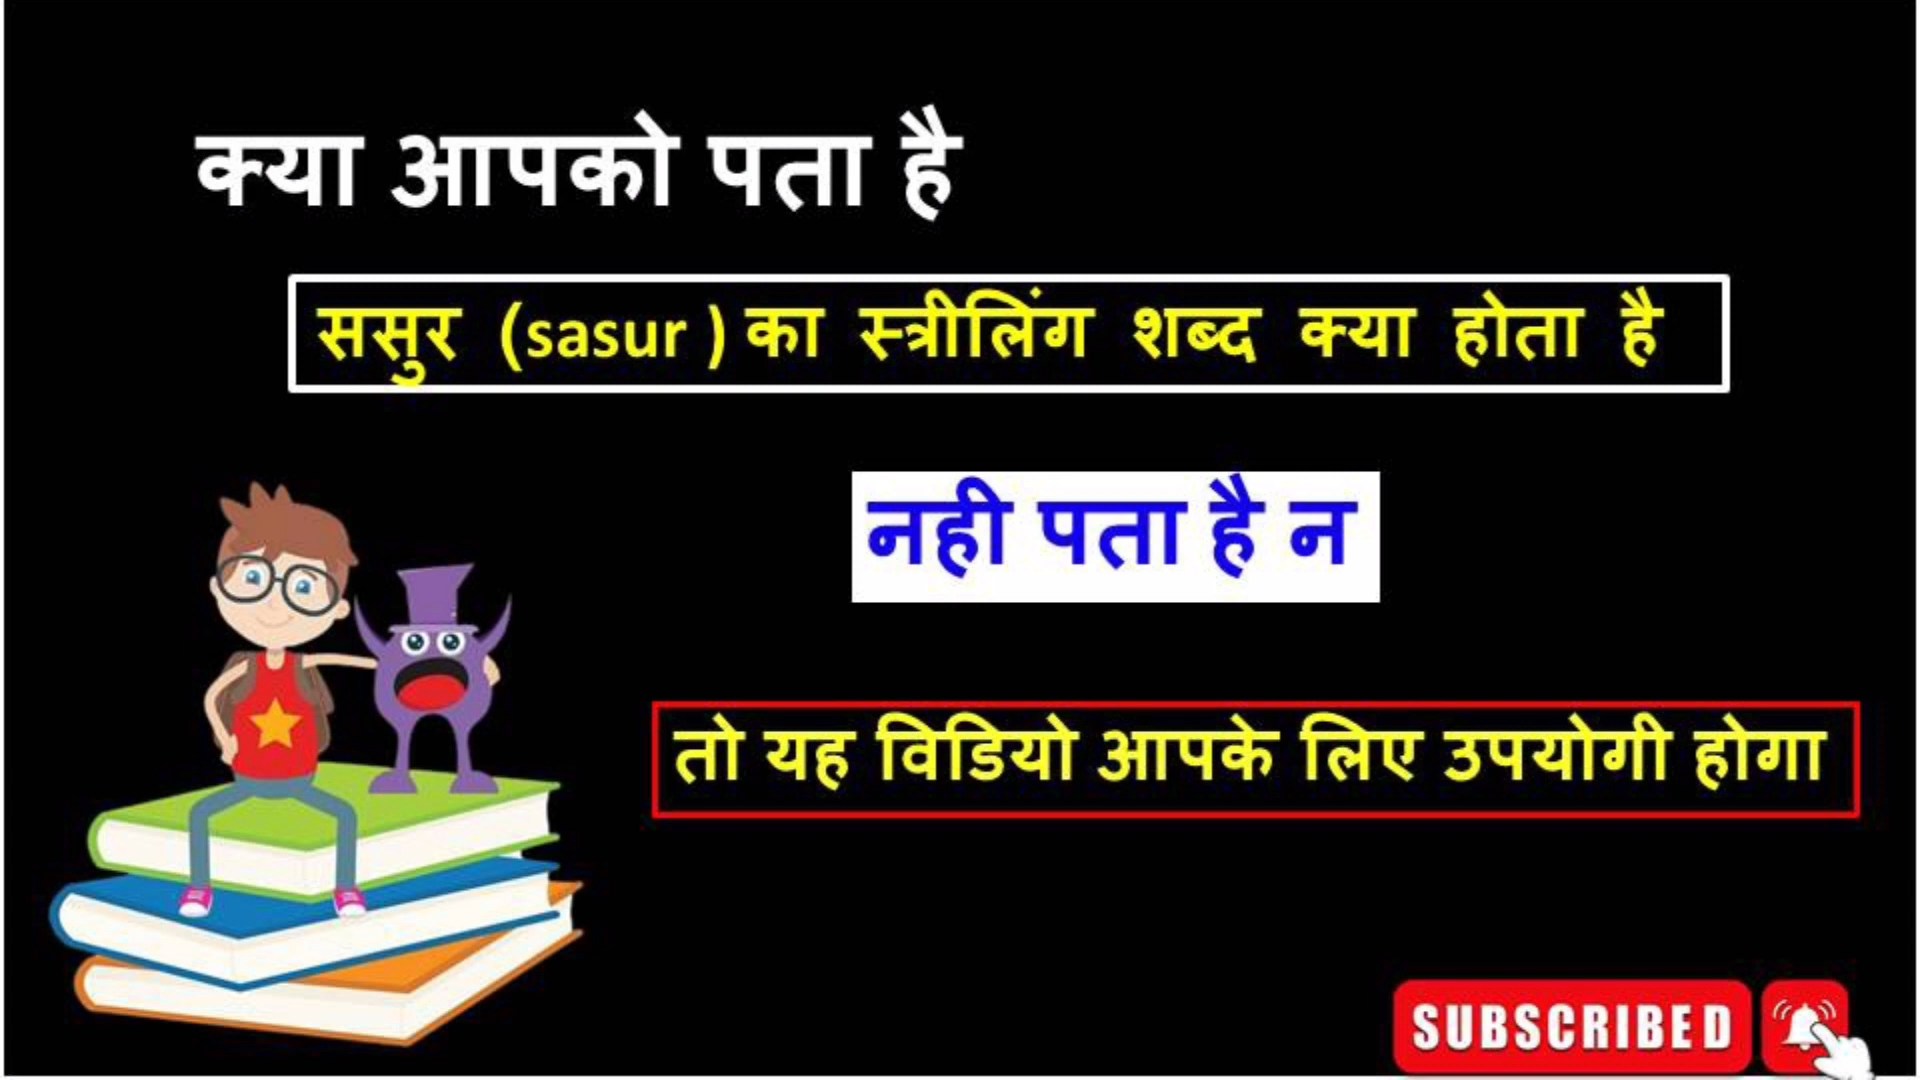 क्या आपको पता है
ससुर (sasur ) का स्त्रीलिंग शब्द क्या होता है
नही पता है न
तो यह विडियो आपके लिए उपयोगी होगा
SUBSCRIBED